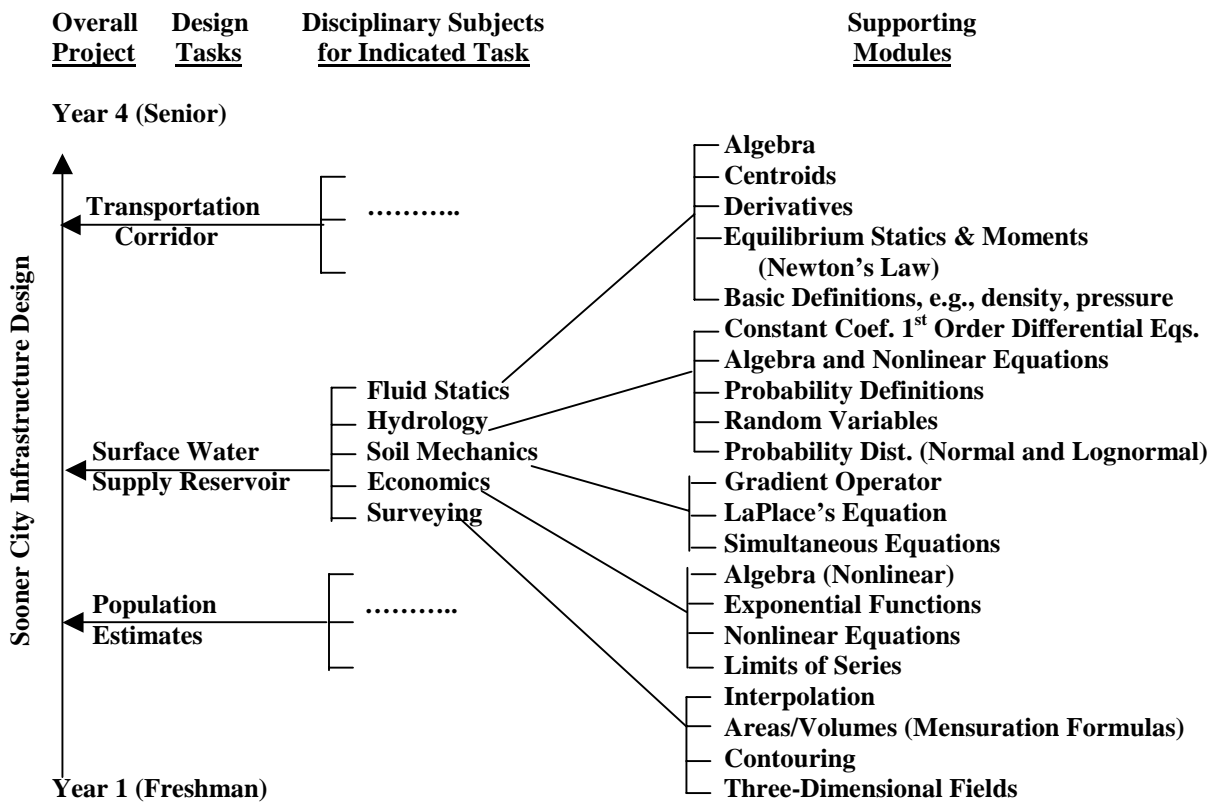 Overall Design Disciplinary Subjects Supporting
Project Tasks for Indicated Task Modules
Year 4 (Senior)
Algebra
Centroids
Derivatives
Equilibrium Statics & Moments
(Newton's Law)
Basic Definitions, e.g., density, pressure
Transportation
Corridor
………..
Constant Coef. 1st Order Differential Eqs.
Algebra and Nonlinear Equations
Probability Definitions
Random Variables
Probability Dist. (Normal and Lognormal)
Sooner City Infrastructure Design
Surface Water
Supply Reservoir
Fluid Statics
Hydrology
Soil Mechanics
Economics
Surveying
Gradient Operator
LaPlace's Equation
Simultaneous Equations
Algebra (Nonlinear)
Exponential Functions
Nonlinear Equations
Limits of Series
Population
Estimates
………..
Interpolation
Areas/Volumes (Mensuration Formulas)
Contouring
Three-Dimensional Fields
Year 1 (Freshman)